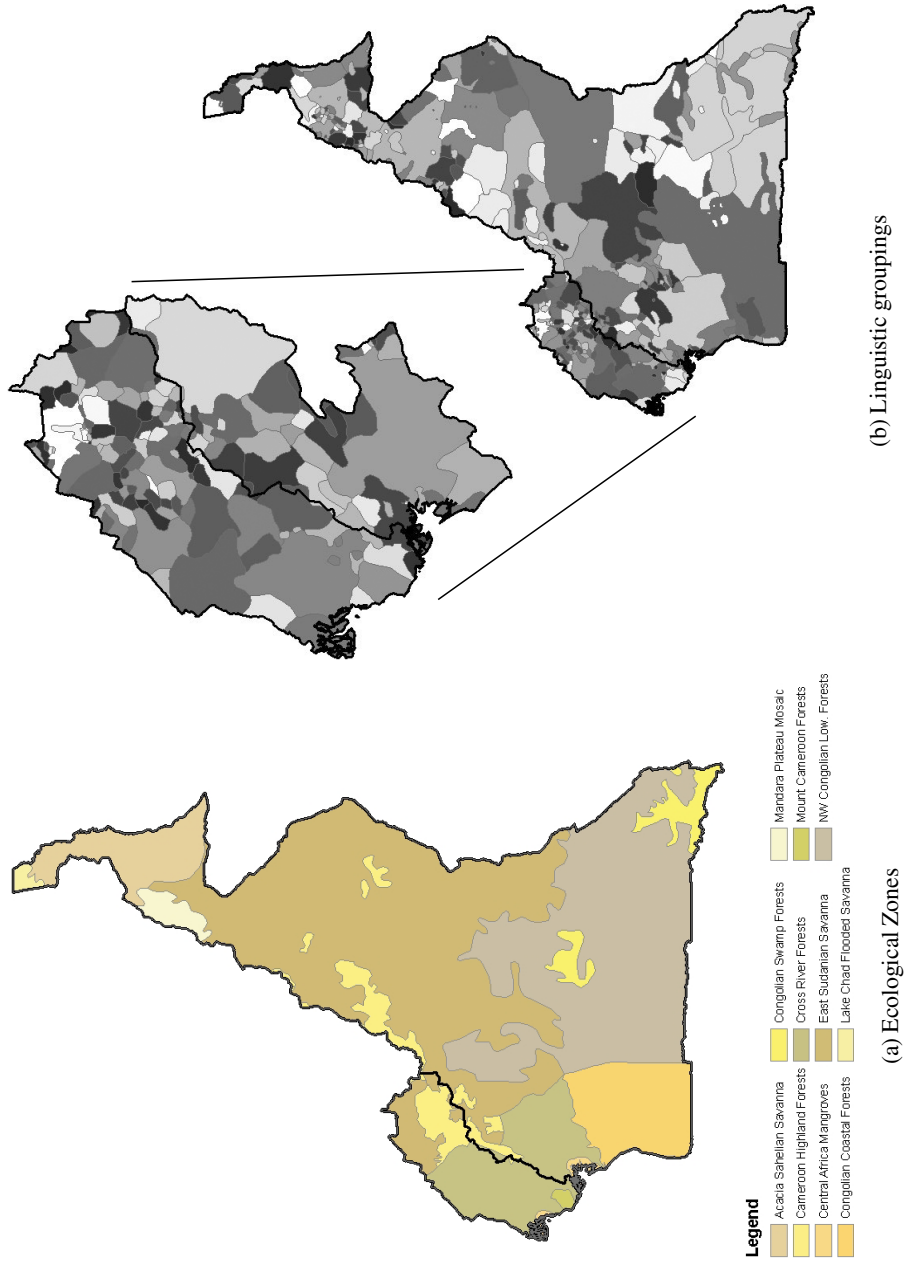 Legend
Acacia Sahelian Savanna
Cameroon Highland Forests
Central Africa Mangroves
Congolian Coastal Forests
Congolian Swamp Forests
Cross River Forests
East Sudanian Savanna
Lake Chad Flooded Savanna
Mandara Plateau Mosaic
Mount Cameroon Forests
NW Congolian Low. Forests
(a) Ecological Zones
(b) Linguistic groupings